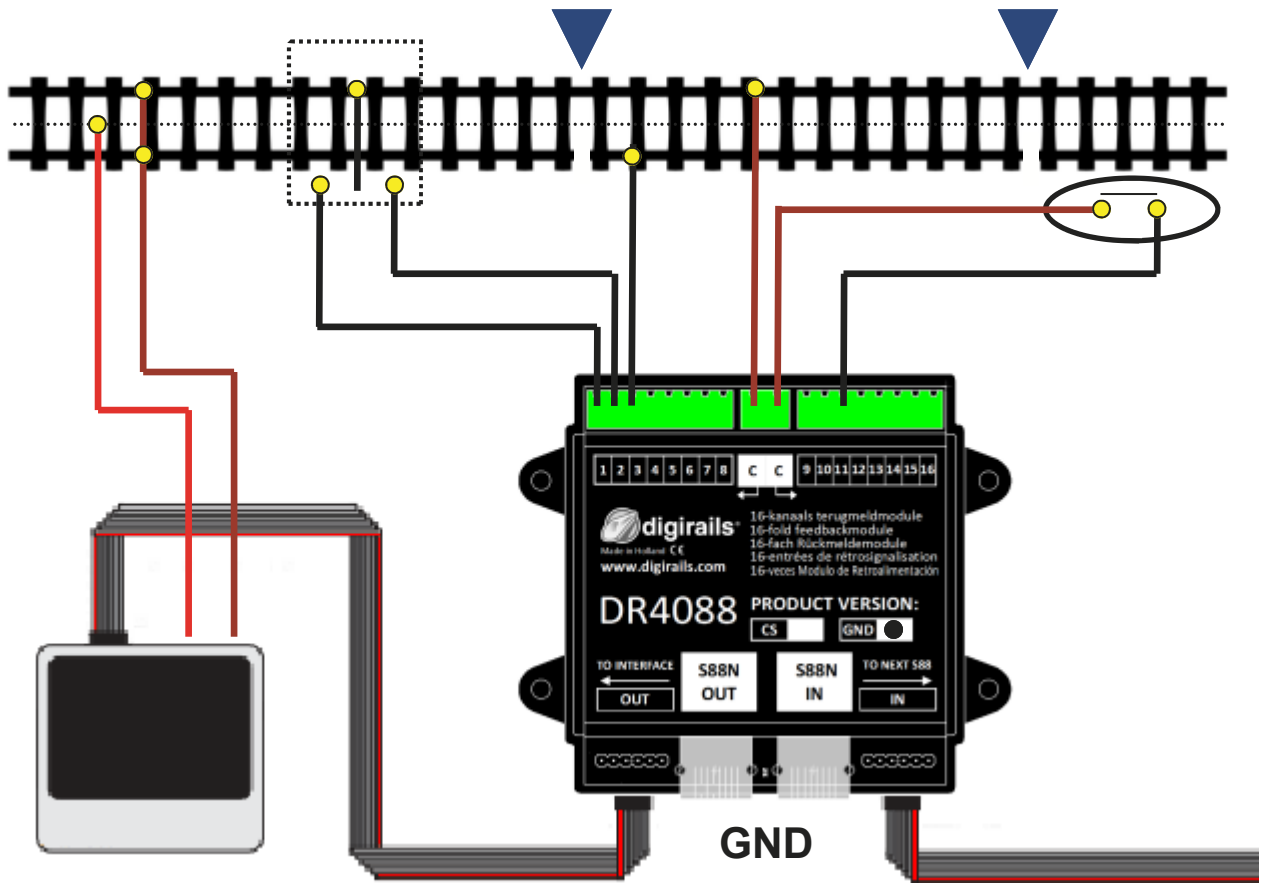 1 2 3 4 5 6 7 8
C C
9 10 11 12 13 14 15 16
digirails
Made in Holland CE
www.digirails.com
16-kanaals terugmeldmodule
16-fold feedbackmodule
16-fach Rückmeldemodule
16-entrées de rétrosignalisation
16-veces Modulo de Retroalimentación
DR4088
PRODUCT VERSION:
CS
GND
TO INTERFACE
OUT
S88N
OUT
S88N
IN
TO NEXT S88
IN
GND